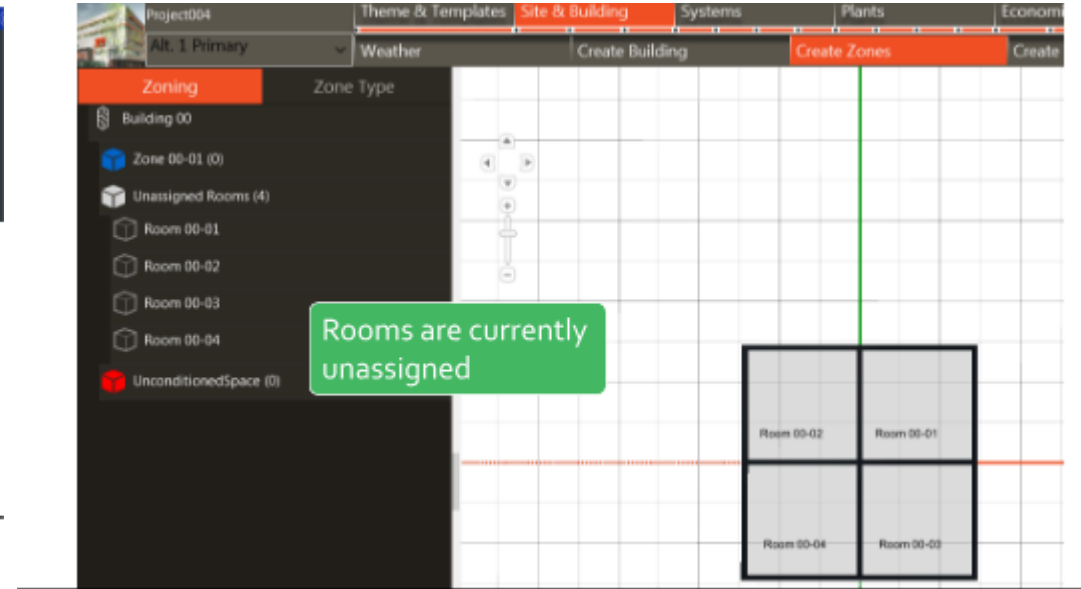 Project004
Theme & Templates
Site & Building
Systems
Plants
Econom
Alt. 1 Primary
Weather
Create Building
Create Zones
Create
Zoning
Zone Type
Building 00
Zone 00-01 (0)
Unassigned Rooms (4)
Room 00-01
Room 00-02
Room 00-03
Room 00-04
UnconditionedSpace (0)
Rooms are currently
unassigned
Room 00-02
Room 00-01
Room 00-04
Room 00-03